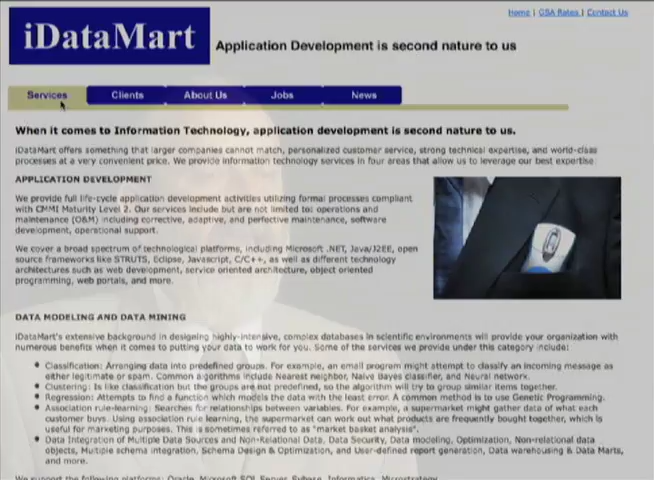 Home | GSA Rates | Contact Us
iDataMart
Application Development is second nature to us
Services Clients About Us Jobs News
When it comes to Information Technology, application development is second nature to us.
iDataMart offers something that larger companies cannot match, personalized customer service, strong technical expertise, and world-class
processes at a very convenient price. We provide information technology services in four areas that allow us to leverage our best expertise:
APPLICATION DEVELOPMENT
We provide full life-cycle application development activities utilizing formal processes compliant
with CMMI Maturity Level 2. Our services include but are not limited to: operations and
maintenance (O&M) including corrective, adaptive, and perfective maintenance, software
development, operational support.
We cover a broad spectrum of technological platforms, including Microsoft .NET, Java/J2EE, open
source frameworks like STRUTS, Eclipse, Javascript, C/C++, as well as different technology
architectures such as web development, service oriented architecture, object oriented
programming, web portals, and more.
DATA MODELING AND DATA MINING
iDataMart's extensive background in designing highly-intensive, complex databases in scientific environments will provide your organization with
numerous benefits when it comes to putting your data to work for you. Some of the services we provide under this category include:
• Classification: Arranging data into predefined groups. For example, an email program might attempt to classify an incoming message as
either legitimate or spam. Common algorithms include Nearest neighbor, Naive Bayes classifier, and Neural network.
• Clustering: Is like classification but the groups are not predefined, so the algorithm will try to group similar items together.
• Regression: Attempts to find a function which models the data with the least error. A common method is to use Genetic Programming.
• Association rule-learning: Searches for relationships between variables. For example, a supermarket might gather data of what each
customer buys. Using association rule learning, the supermarket can work out what products are frequently bought together, which is
useful for marketing purposes. This is sometimes referred to as "market basket analysis".
• Data Integration of Multiple Data Sources and Non-Relational Data, Data Security, Data modeling, Optimization, Non-relational data
objects, Multiple schema integration, Schema Design & Optimization, and User-defined report generation, Data warehousing & Data Marts,
and more.
We support the following platforms: Oracle, Microsoft SQL Server, Sybase, Informatica, Microstrategy